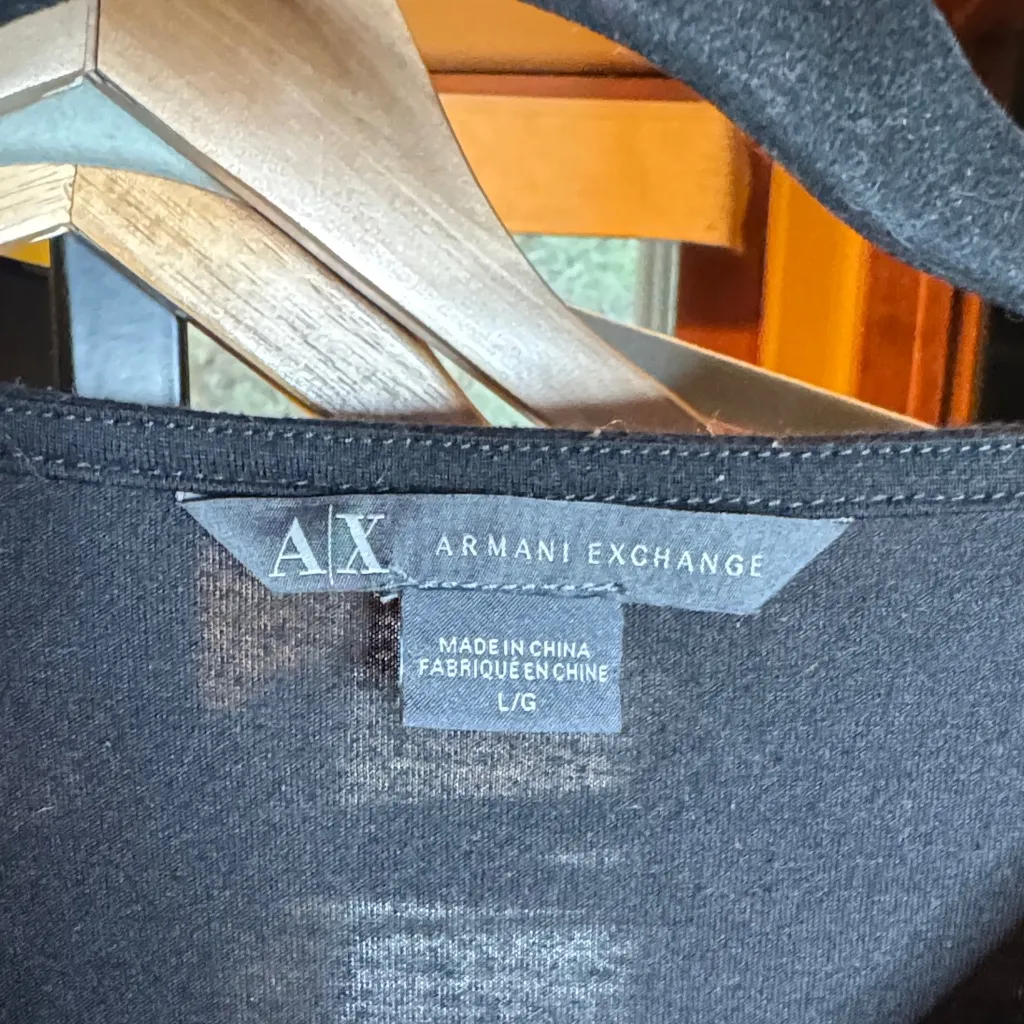 A|X ARMANI EXCHANGE
MADE IN CHINA
FABRIQUÉ EN CHINE
L/G